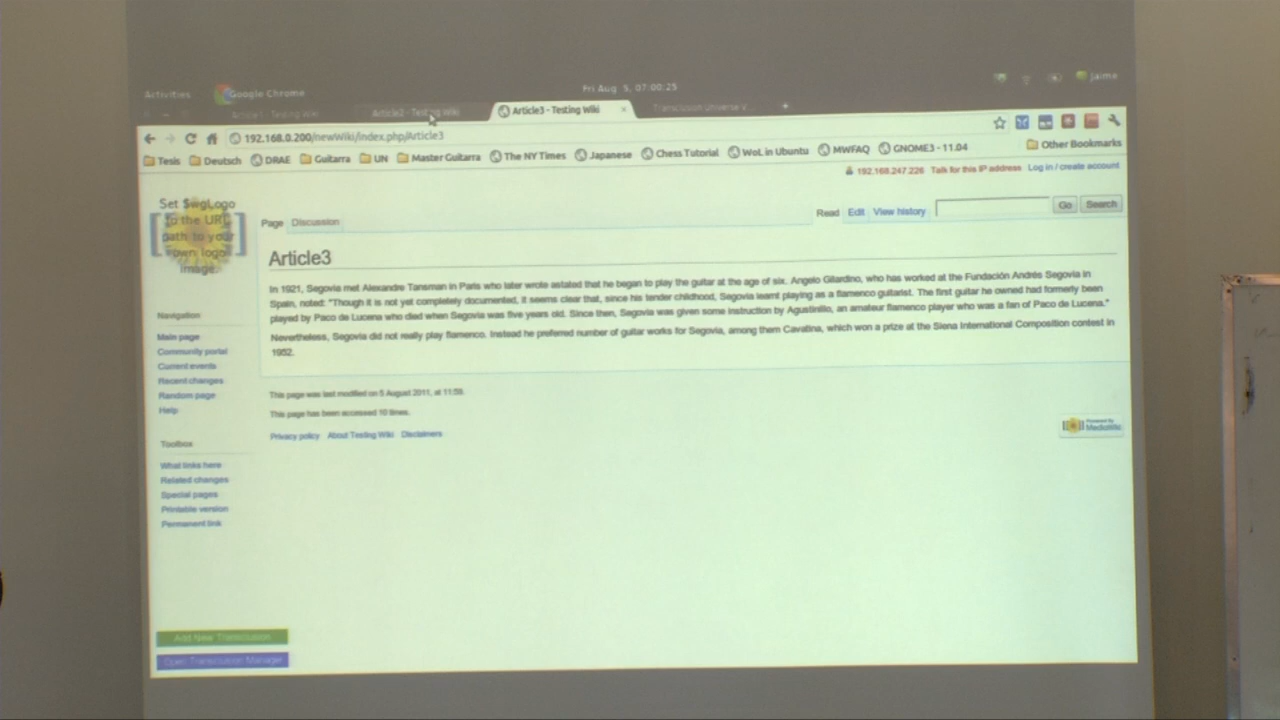 Activities Google Chrome Fri Aug 5, 07:00:25 Jaime
Article1 - Testing Wiki Article2 - Testing Wiki Article3 - Testing Wiki × Transclusion Universe V +
192.168.0.200/newWiki/index.php/Article3
Tesis Deutsch DRAE Guitarra UN Master Guitarra The NY Times Japanese Chess Tutorial WoL in Ubuntu MWFAQ GNOME3 - 11.04 Other Bookmarks
192.168.247.226 Talk for this IP address Log in / create account
Set $wgLogo
to the URL
path to your
own logo
image.
Page Discussion Read Edit View history Go Search
Article3
In 1921, Segovia met Alexandre Tansman in Paris who later wrote astated that he began to play the guitar at the age of six. Angelo Gilardino, who has worked at the Fundación Andrés Segovia in
Spain, noted: "Though it is not yet completely documented, it seems clear that, since his tender childhood, Segovia learnt playing as a flamenco guitarist. The first guitar he owned had formerly been
played by Paco de Lucena who died when Segovia was five years old. Since then, Segovia was given some instruction by Agustinillo, an amateur flamenco player who was a fan of Paco de Lucena."
Nevertheless, Segovia did not really play flamenco. Instead he preferred number of guitar works for Segovia, among them Cavatina, which won a prize at the Siena International Composition contest in
1952.
This page was last modified on 5 August 2011, at 11:59.
This page has been accessed 10 times.
Privacy policy About Testing Wiki Disclaimers
Powered By
MediaWiki
Navigation
Main page
Community portal
Current events
Recent changes
Random page
Help
Toolbox
What links here
Related changes
Special pages
Printable version
Permanent link
Add New Transclusion
Open Transclusion Manager